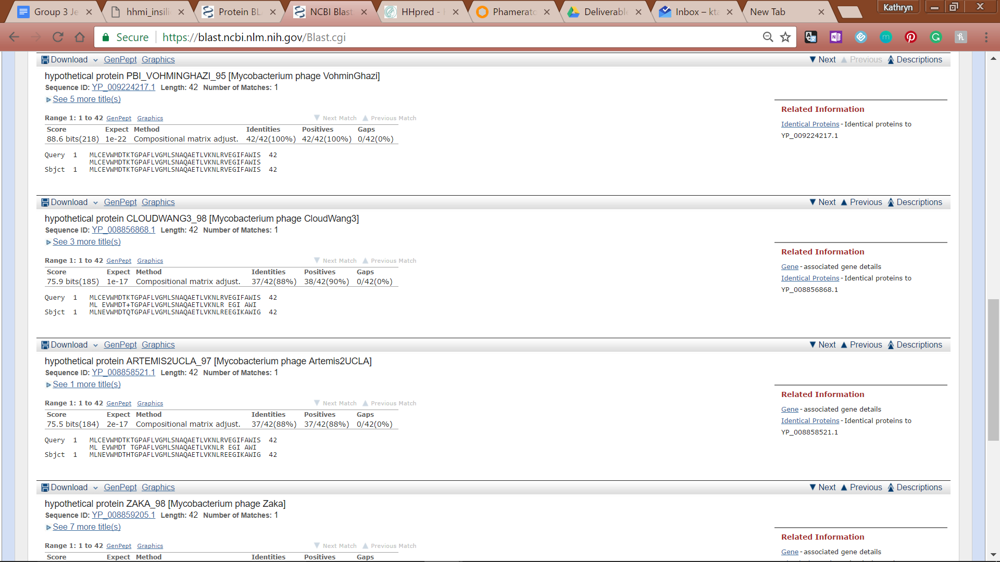 Group 3 Je
hhmi_insili
Protein BL
NCBI Blast
HHpred -
Phamerato
Deliverable
Inbox – kta
New Tab
Kathryn
Secure https://blast.ncbi.nlm.nih.gov/Blast.cgi
Download GenPept Graphics Next Previous Descriptions
hypothetical protein PBI_VOHMINGHAZI_95 [Mycobacterium phage VohminGhazi]
Sequence ID: YP_009224217.1 Length: 42 Number of Matches: 1
See 5 more title(s)
Related Information
Identical Proteins - Identical proteins to
YP_009224217.1
Range 1: 1 to 42 GenPept Graphics Next Match Previous Match
Score Expect Method Identities Positives Gaps
88.6 bits(218) 1e-22 Compositional matrix adjust. 42/42(100%) 42/42(100%) 0/42(0%)
Query 1 MLCEVWMDTKTGPAFLVGMLSNAQAETLVKNLRVEGIFAWIS 42
MLCEVWMDTKTGPAFLVGMLSNAQAETLVKNLRVEGIFAWIS
Sbjct 1 MLCEVWMDTKTGPAFLVGMLSNAQAETLVKNLRVEGIFAWIS 42
Download GenPept Graphics Next Previous Descriptions
hypothetical protein CLOUDWANG3_98 [Mycobacterium phage CloudWang3]
Sequence ID: YP_008856868.1 Length: 42 Number of Matches: 1
See 3 more title(s)
Related Information
Gene - associated gene details
Identical Proteins - Identical proteins to
YP_008856868.1
Range 1: 1 to 42 GenPept Graphics Next Match Previous Match
Score Expect Method Identities Positives Gaps
75.9 bits(185) 1e-17 Compositional matrix adjust. 37/42(88%) 38/42(90%) 0/42(0%)
Query 1 MLCEVWMDTKTGPAFLVGMLSNAQAETLVKNLRVEGIFAWIS 42
ML EVWMDT+TGPAFLVGMLSNAQAETLVKNLR EGI AWI
Sbjct 1 MLNEVWMDTQTGPAFLVGMLSNAQAETLVKNLREEGIKAWIG 42
Download GenPept Graphics Next Previous Descriptions
hypothetical protein ARTEMIS2UCLA_97 [Mycobacterium phage Artemis2UCLA]
Sequence ID: YP_008858521.1 Length: 42 Number of Matches: 1
See 1 more title(s)
Related Information
Gene - associated gene details
Identical Proteins - Identical proteins to
YP_008858521.1
Range 1: 1 to 42 GenPept Graphics Next Match Previous Match
Score Expect Method Identities Positives Gaps
75.5 bits(184) 2e-17 Compositional matrix adjust. 37/42(88%) 37/42(88%) 0/42(0%)
Query 1 MLCEVWMDTKTGPAFLVGMLSNAQAETLVKNLRVEGIFAWIS 42
ML EVWMDT TGPAFLVGMLSNAQAETLVKNLR EGI AWI
Sbjct 1 MLNEVWMDTHTGPAFLVGMLSNAQAETLVKNLREEGIKAWIG 42
Download GenPept Graphics Next Previous Descriptions
hypothetical protein ZAKA_98 [Mycobacterium phage Zaka]
Sequence ID: YP_008859205.1 Length: 42 Number of Matches: 1
See 7 more title(s)
Related Information
Gene - associated gene details
Range 1: 1 to 42 GenPept Graphics Next Match Previous Match
Score Expect Method Identities Positives Gaps